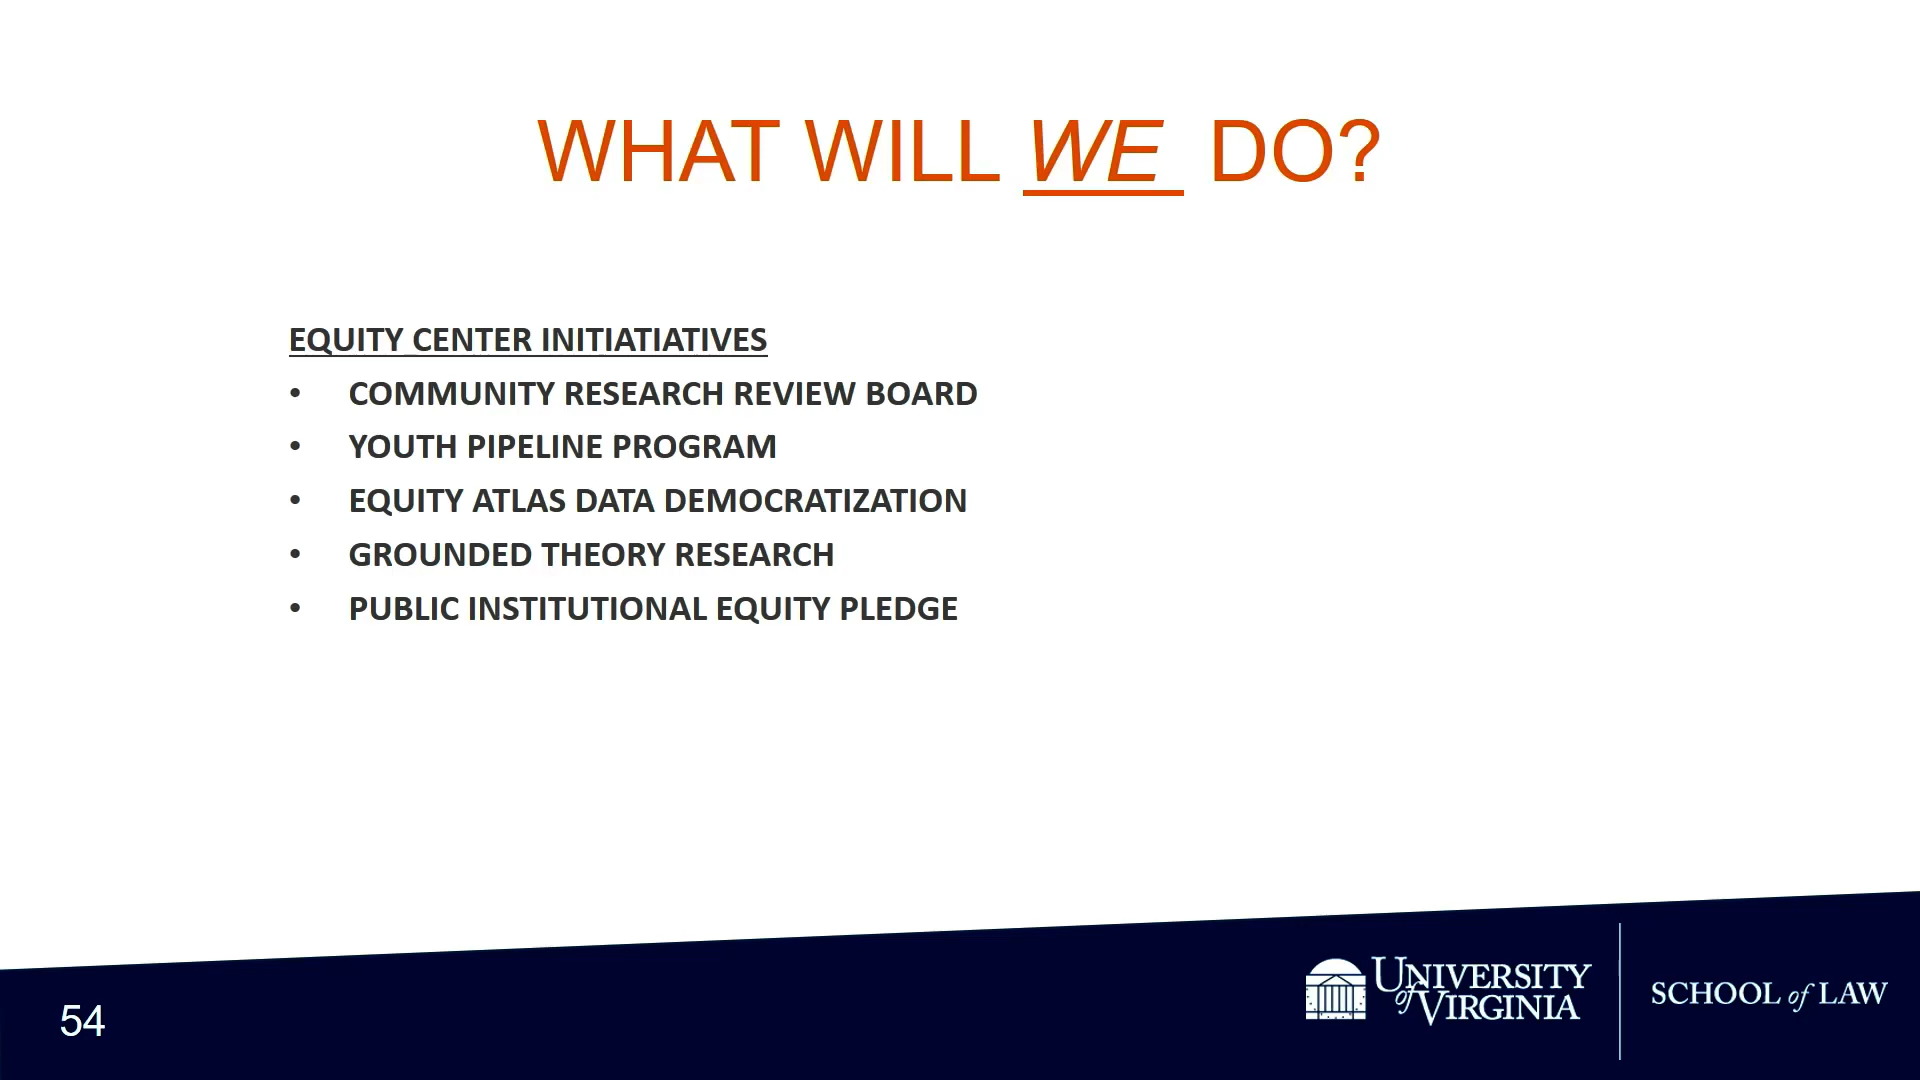 WHAT WILL WE DO?
EQUITY CENTER INITIATIATIVES
• COMMUNITY RESEARCH REVIEW BOARD
• YOUTH PIPELINE PROGRAM
• EQUITY ATLAS DATA DEMOCRATIZATION
• GROUNDED THEORY RESEARCH
• PUBLIC INSTITUTIONAL EQUITY PLEDGE
54
UNIVERSITY
of VIRGINIA
SCHOOL of LAW